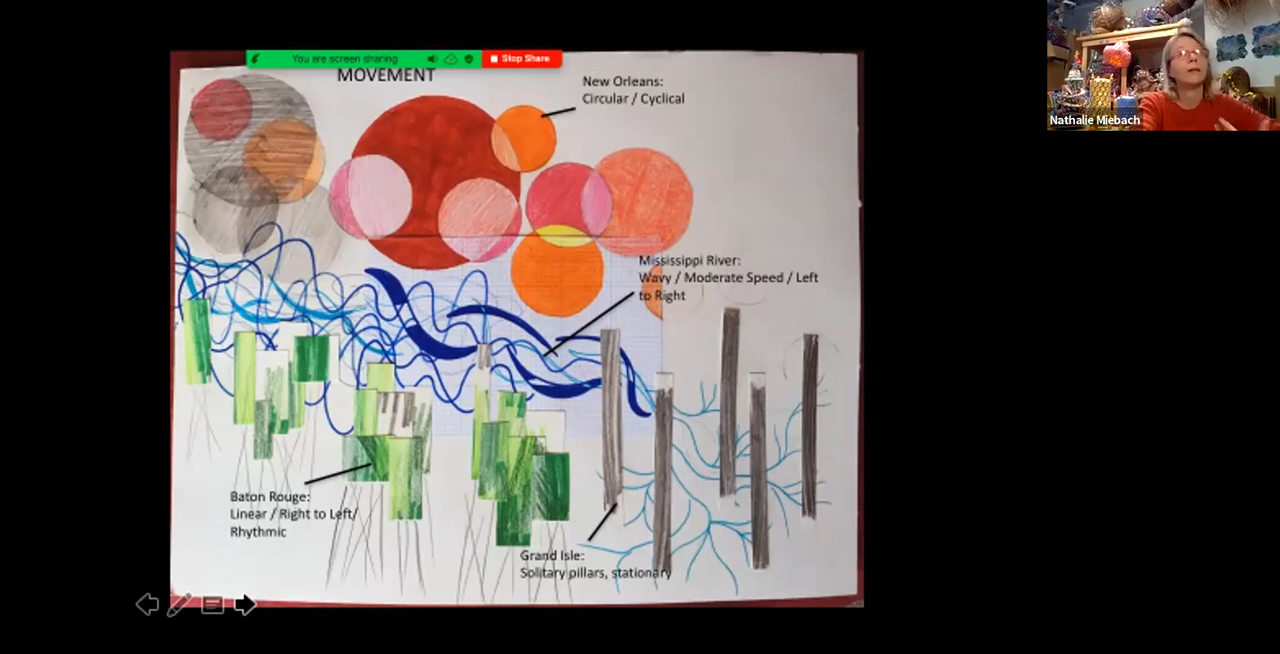 You are screen sharing
Stop Share
Nathalie Miebach
MOVEMENT
New Orleans:
Circular / Cyclical
Mississippi River:
Wavy / Moderate Speed / Left
to Right
Baton Rouge:
Linear / Right to Left/
Rhythmic
Grand Isle:
Solitary pillars, stationary